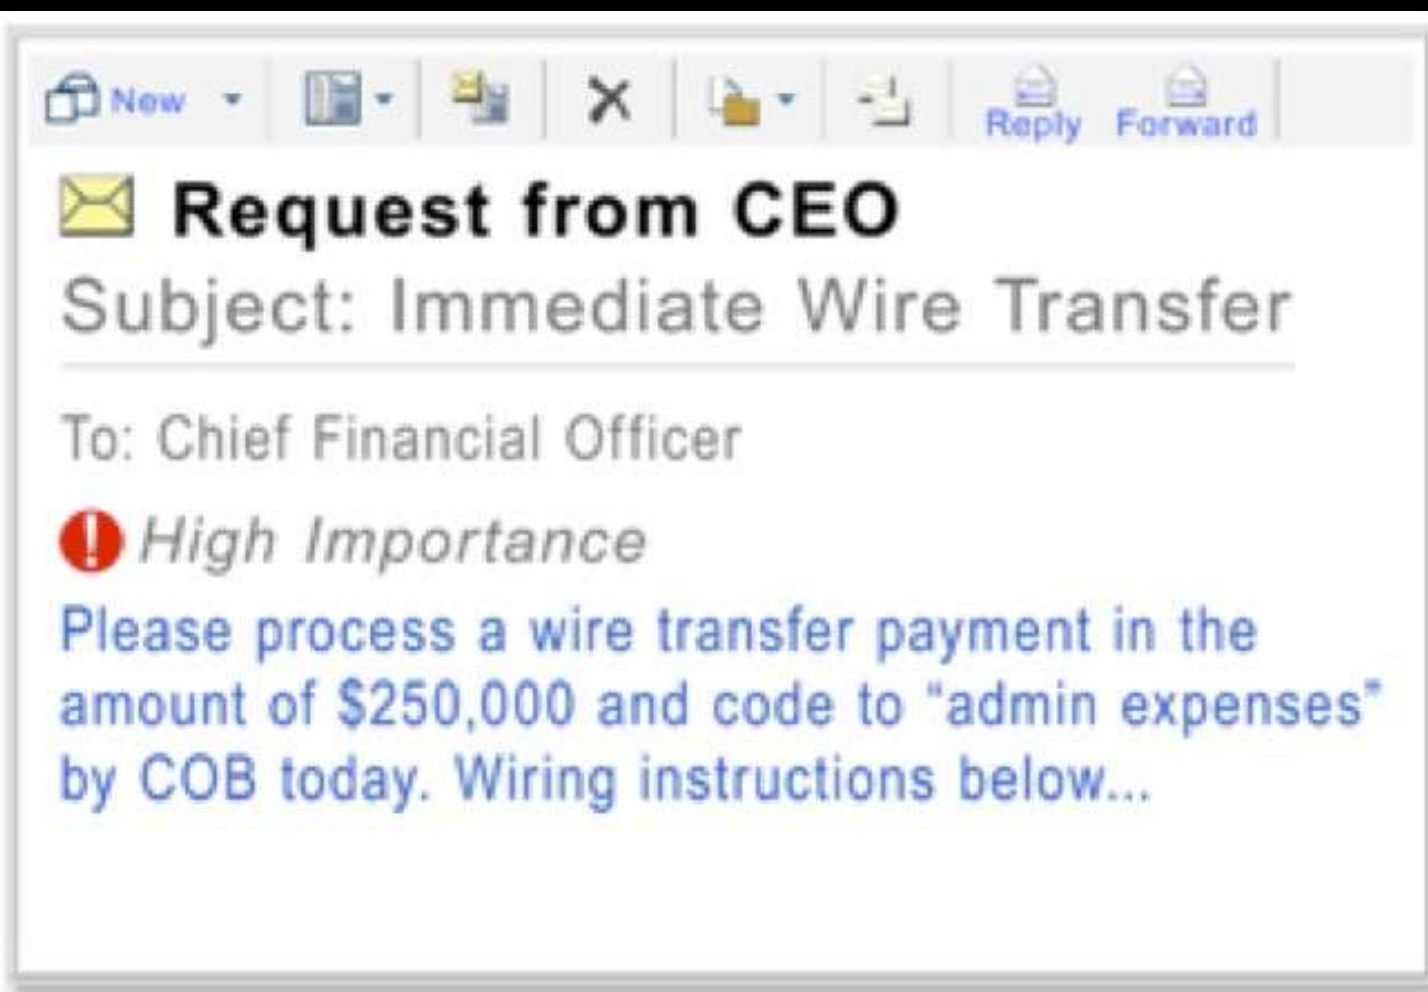 New
Reply Forward
Request from CEO
Subject: Immediate Wire Transfer
To: Chief Financial Officer
High Importance
Please process a wire transfer payment in the
amount of $250,000 and code to “admin expenses”
by COB today. Wiring instructions below...